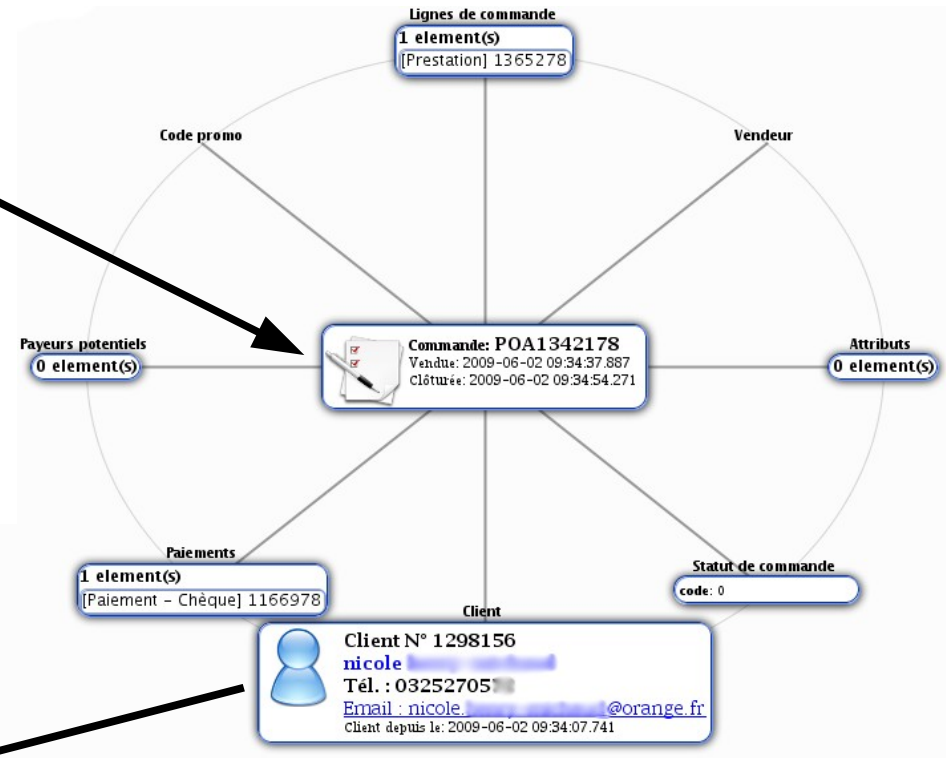 Lignes de commande
1 element(s)
[Prestation] 1365278
Code promo
Vendeur
Payeurs potentiels
0 element(s)
Commande: POA1342178
Vendue: 2009-06-02 09:34:37.887
Clôturée: 2009-06-02 09:34:54.271
Attributs
0 element(s)
Paiements
1 element(s)
[Paiement - Chèque] 1166978
Statut de commande
code: 0
Client
Client N° 1298156
nicole
Tél. : 032527057
Email : nicole. @orange.fr
Client depuis le: 2009-06-02 09:34:07.741